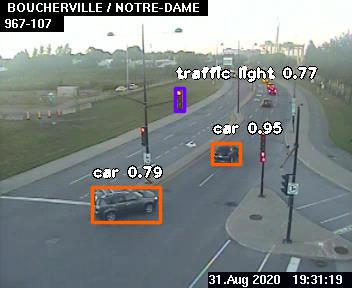 BOUCHERVILLE / NOTRE-DAME
967-107
traffic light 0.77
car 0.95
car 0.79
31.Aug 2020 19:31:19